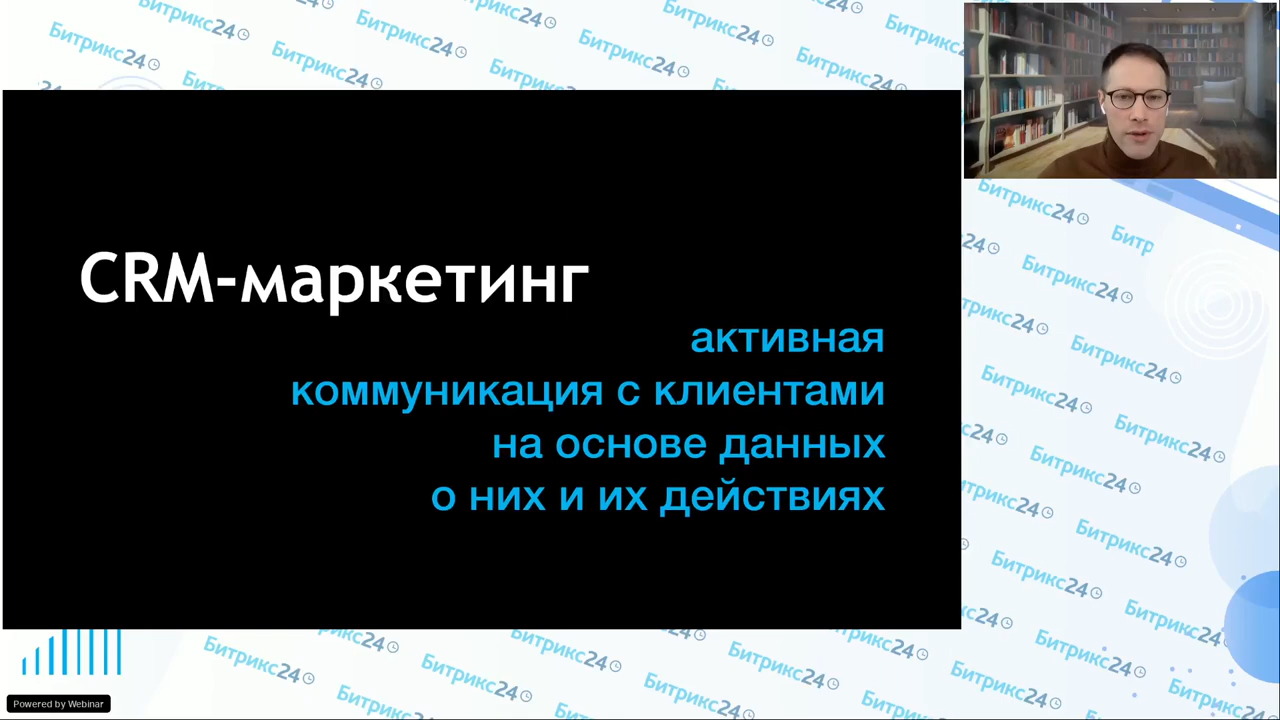 Битрикс24
CRM-маркетинг
активная
коммуникация с клиентами
на основе данных
о них и их действиях
Powered by Webinar